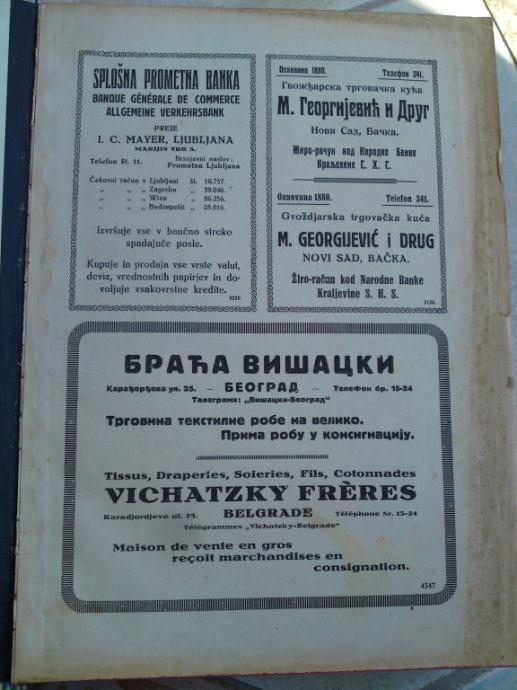 SPLOŠNA PROMETNA BANKA
BANQUE GÉNÉRALE DE COMMERCE
ALLGEMEINE VERKEHRSBANK
PREJE
I. C. MAYER, LJUBLJANA
MARIJIN TRG 5.
Telefon št. 11. Brzojavni naslov: Prometna Ljubljana
Čekovni račun v Ljubljani št. 10.757.
„ „ „ Zagrebu „ 39.046.
„ „ „ Wien „ 86.256.
„ „ „ Budimpešti „ 28.016.
Izvršuje vse v bančno stroko
spadajuče posle.
Kupuje in prodaja vse vrste valut,
deviz, vrednostnih papirjev in do-
voljuje vsakovrstne kredite.
Основано 1880. Телефон 341.
Гвожђарска трговачка кућа
М. Георгијевић и Друг
Нови Сад, Бачка.
Жиро-рачун код Народне Банке
Краљевине С. Х. С.
Osnovana 1880. Telefon 341.
Gvoždjarska trgovačka kuća
M. GEORGIJEVIĆ i DRUG
NOVI SAD, BAČKA.
Žiro-račan kod Narodne Banke
Kraljevine S. H. S.
БРАЋА ВИШАЦКИ
Карађорђева ул. 25. – БЕОГРАД – Телефон бр. 15-24
Телеграми: „Вишацки-Београд“
Трговина текстилне робе на велико.
Прима робу у консигнацију.
Tissus, Draperies, Soieries, Fils, Cotonnades
VICHATZKY FRÈRES
Karadjordjeva ul. 25. BELGRADE Téléphone Nr. 15-24
Télégrammes „Vichatzky-Belgrade“
Maison de vente en gros
reçoit marchandises en
consignation.
4547